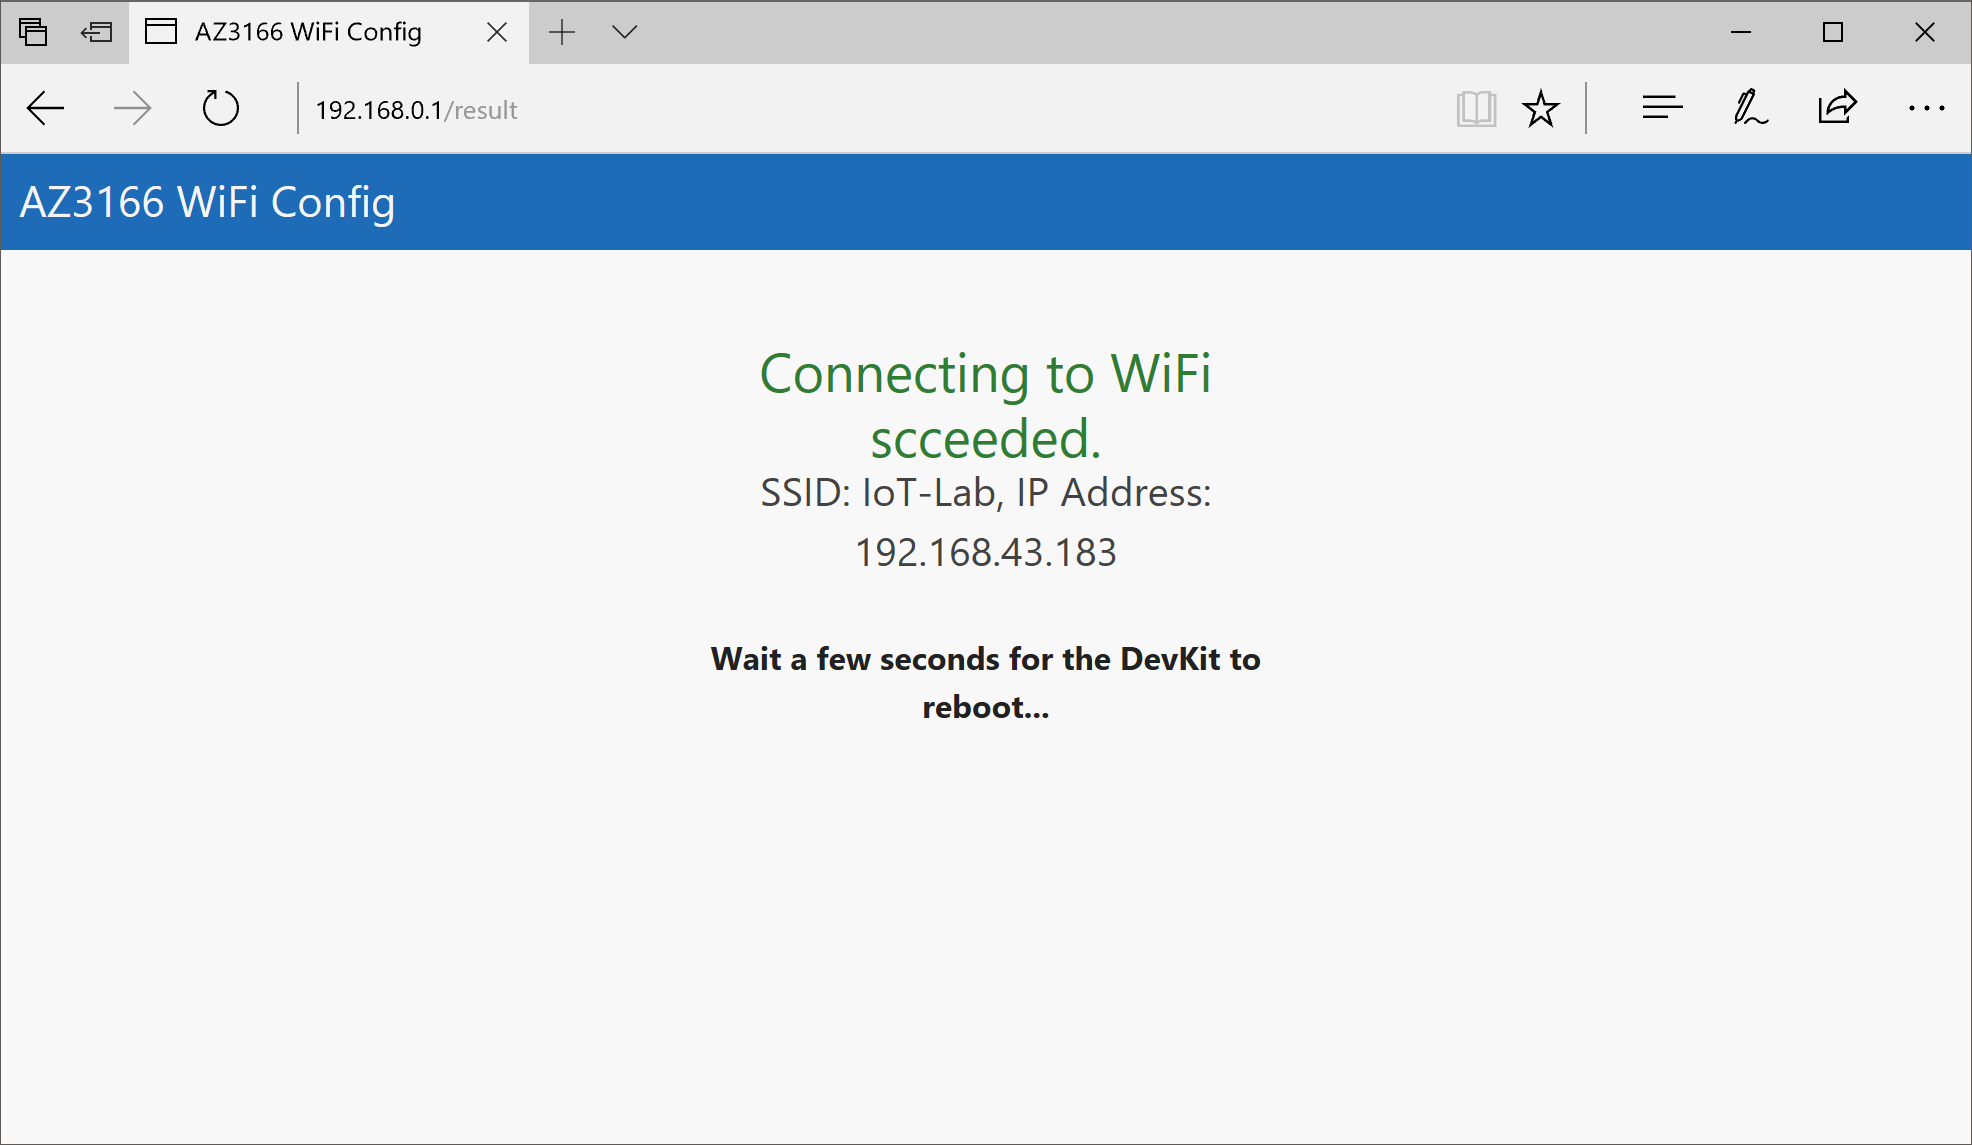 AZ3166 WiFi Config
192.168.0.1/result
AZ3166 WiFi Config
Connecting to WiFi
scceeded.
SSID: IoT-Lab, IP Address:
192.168.43.183
Wait a few seconds for the DevKit to
reboot...